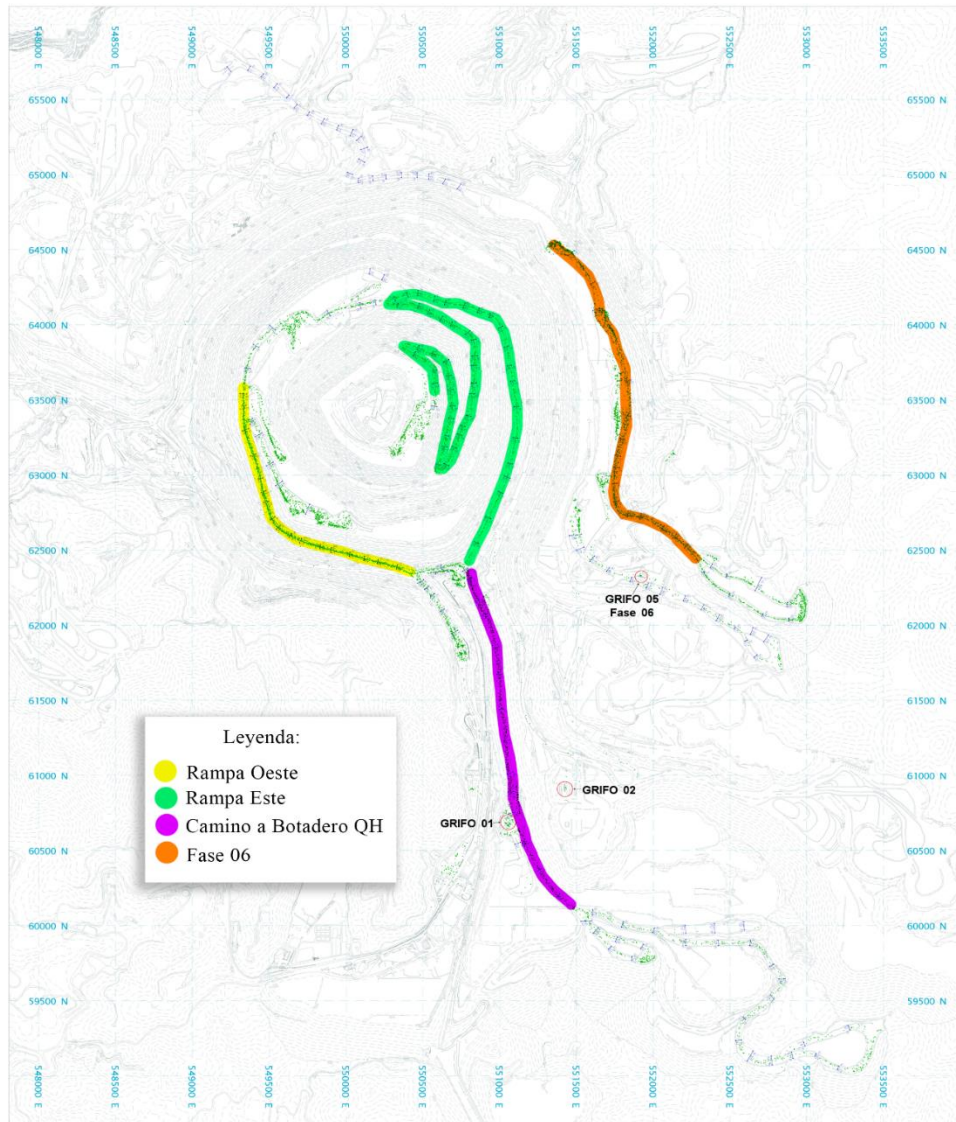 548000 E
548500 E
549000 E
549500 E
550000 E
550500 E
551000 E
551500 E
552000 E
552500 E
553000 E
553500 E
65500 N
65500 N
65000 N
65000 N
64500 N
64500 N
64000 N
64000 N
63500 N
63500 N
63000 N
63000 N
62500 N
62500 N
GRIFO 05
Fase 06
62000 N
62000 N
61500 N
61500 N
Leyenda:
Rampa Oeste
Rampa Este
Camino a Botadero QH
Fase 06
61000 N
61000 N
GRIFO 02
GRIFO 01
60500 N
60500 N
60000 N
60000 N
59500 N
59500 N
548000 E
548500 E
549000 E
549500 E
550000 E
550500 E
551000 E
551500 E
552000 E
552500 E
553000 E
553500 E